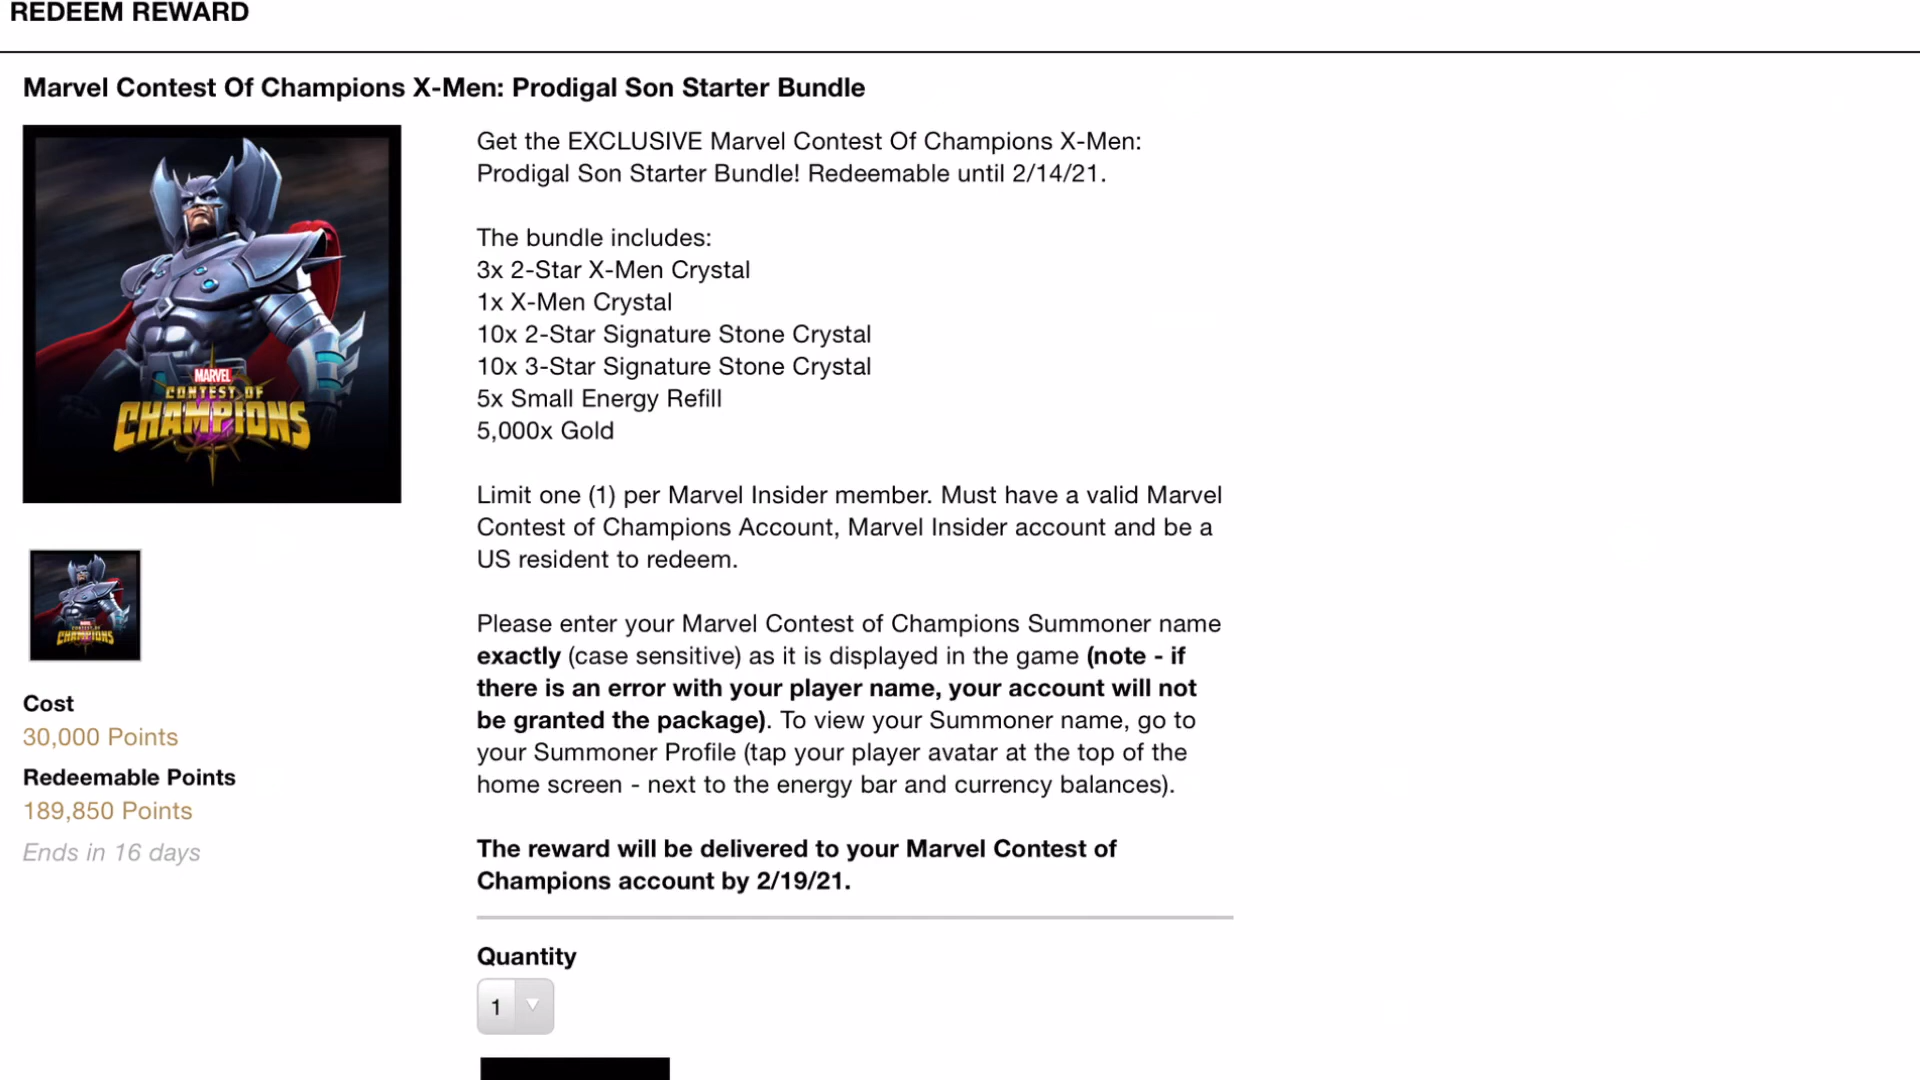 REDEEM REWARD
Marvel Contest Of Champions X-Men: Prodigal Son Starter Bundle
MARVEL
CONTEST OF
CHAMPIONS
MARVEL
CONTEST OF
CHAMPIONS
Cost
30,000 Points
Redeemable Points
189,850 Points
Ends in 16 days
Get the EXCLUSIVE Marvel Contest Of Champions X-Men:
Prodigal Son Starter Bundle! Redeemable until 2/14/21.
The bundle includes:
3x 2-Star X-Men Crystal
1x X-Men Crystal
10x 2-Star Signature Stone Crystal
10x 3-Star Signature Stone Crystal
5x Small Energy Refill
5,000x Gold
Limit one (1) per Marvel Insider member. Must have a valid Marvel
Contest of Champions Account, Marvel Insider account and be a
US resident to redeem.
Please enter your Marvel Contest of Champions Summoner name
exactly (case sensitive) as it is displayed in the game (note - if
there is an error with your player name, your account will not
be granted the package). To view your Summoner name, go to
your Summoner Profile (tap your player avatar at the top of the
home screen - next to the energy bar and currency balances).
The reward will be delivered to your Marvel Contest of
Champions account by 2/19/21.
Quantity
1